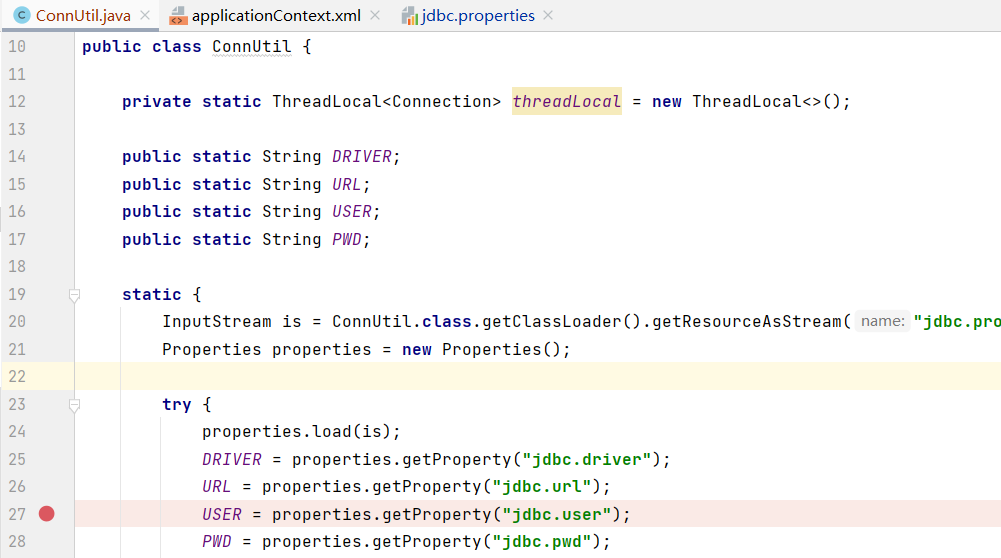 ConnUtil.java applicationContext.xml jdbc.properties
10 public class ConnUtil {
11
12 private static ThreadLocal<Connection> threadLocal = new ThreadLocal<>();
13
14 public static String DRIVER;
15 public static String URL;
16 public static String USER;
17 public static String PWD;
18
19 static {
20 InputStream is = ConnUtil.class.getClassLoader().getResourceAsStream( name: "jdbc.pro
21 Properties properties = new Properties();
22
23 try {
24 properties.load(is);
25 DRIVER = properties.getProperty("jdbc.driver");
26 URL = properties.getProperty("jdbc.url");
27 USER = properties.getProperty("jdbc.user");
28 PWD = properties.getProperty("jdbc.pwd");